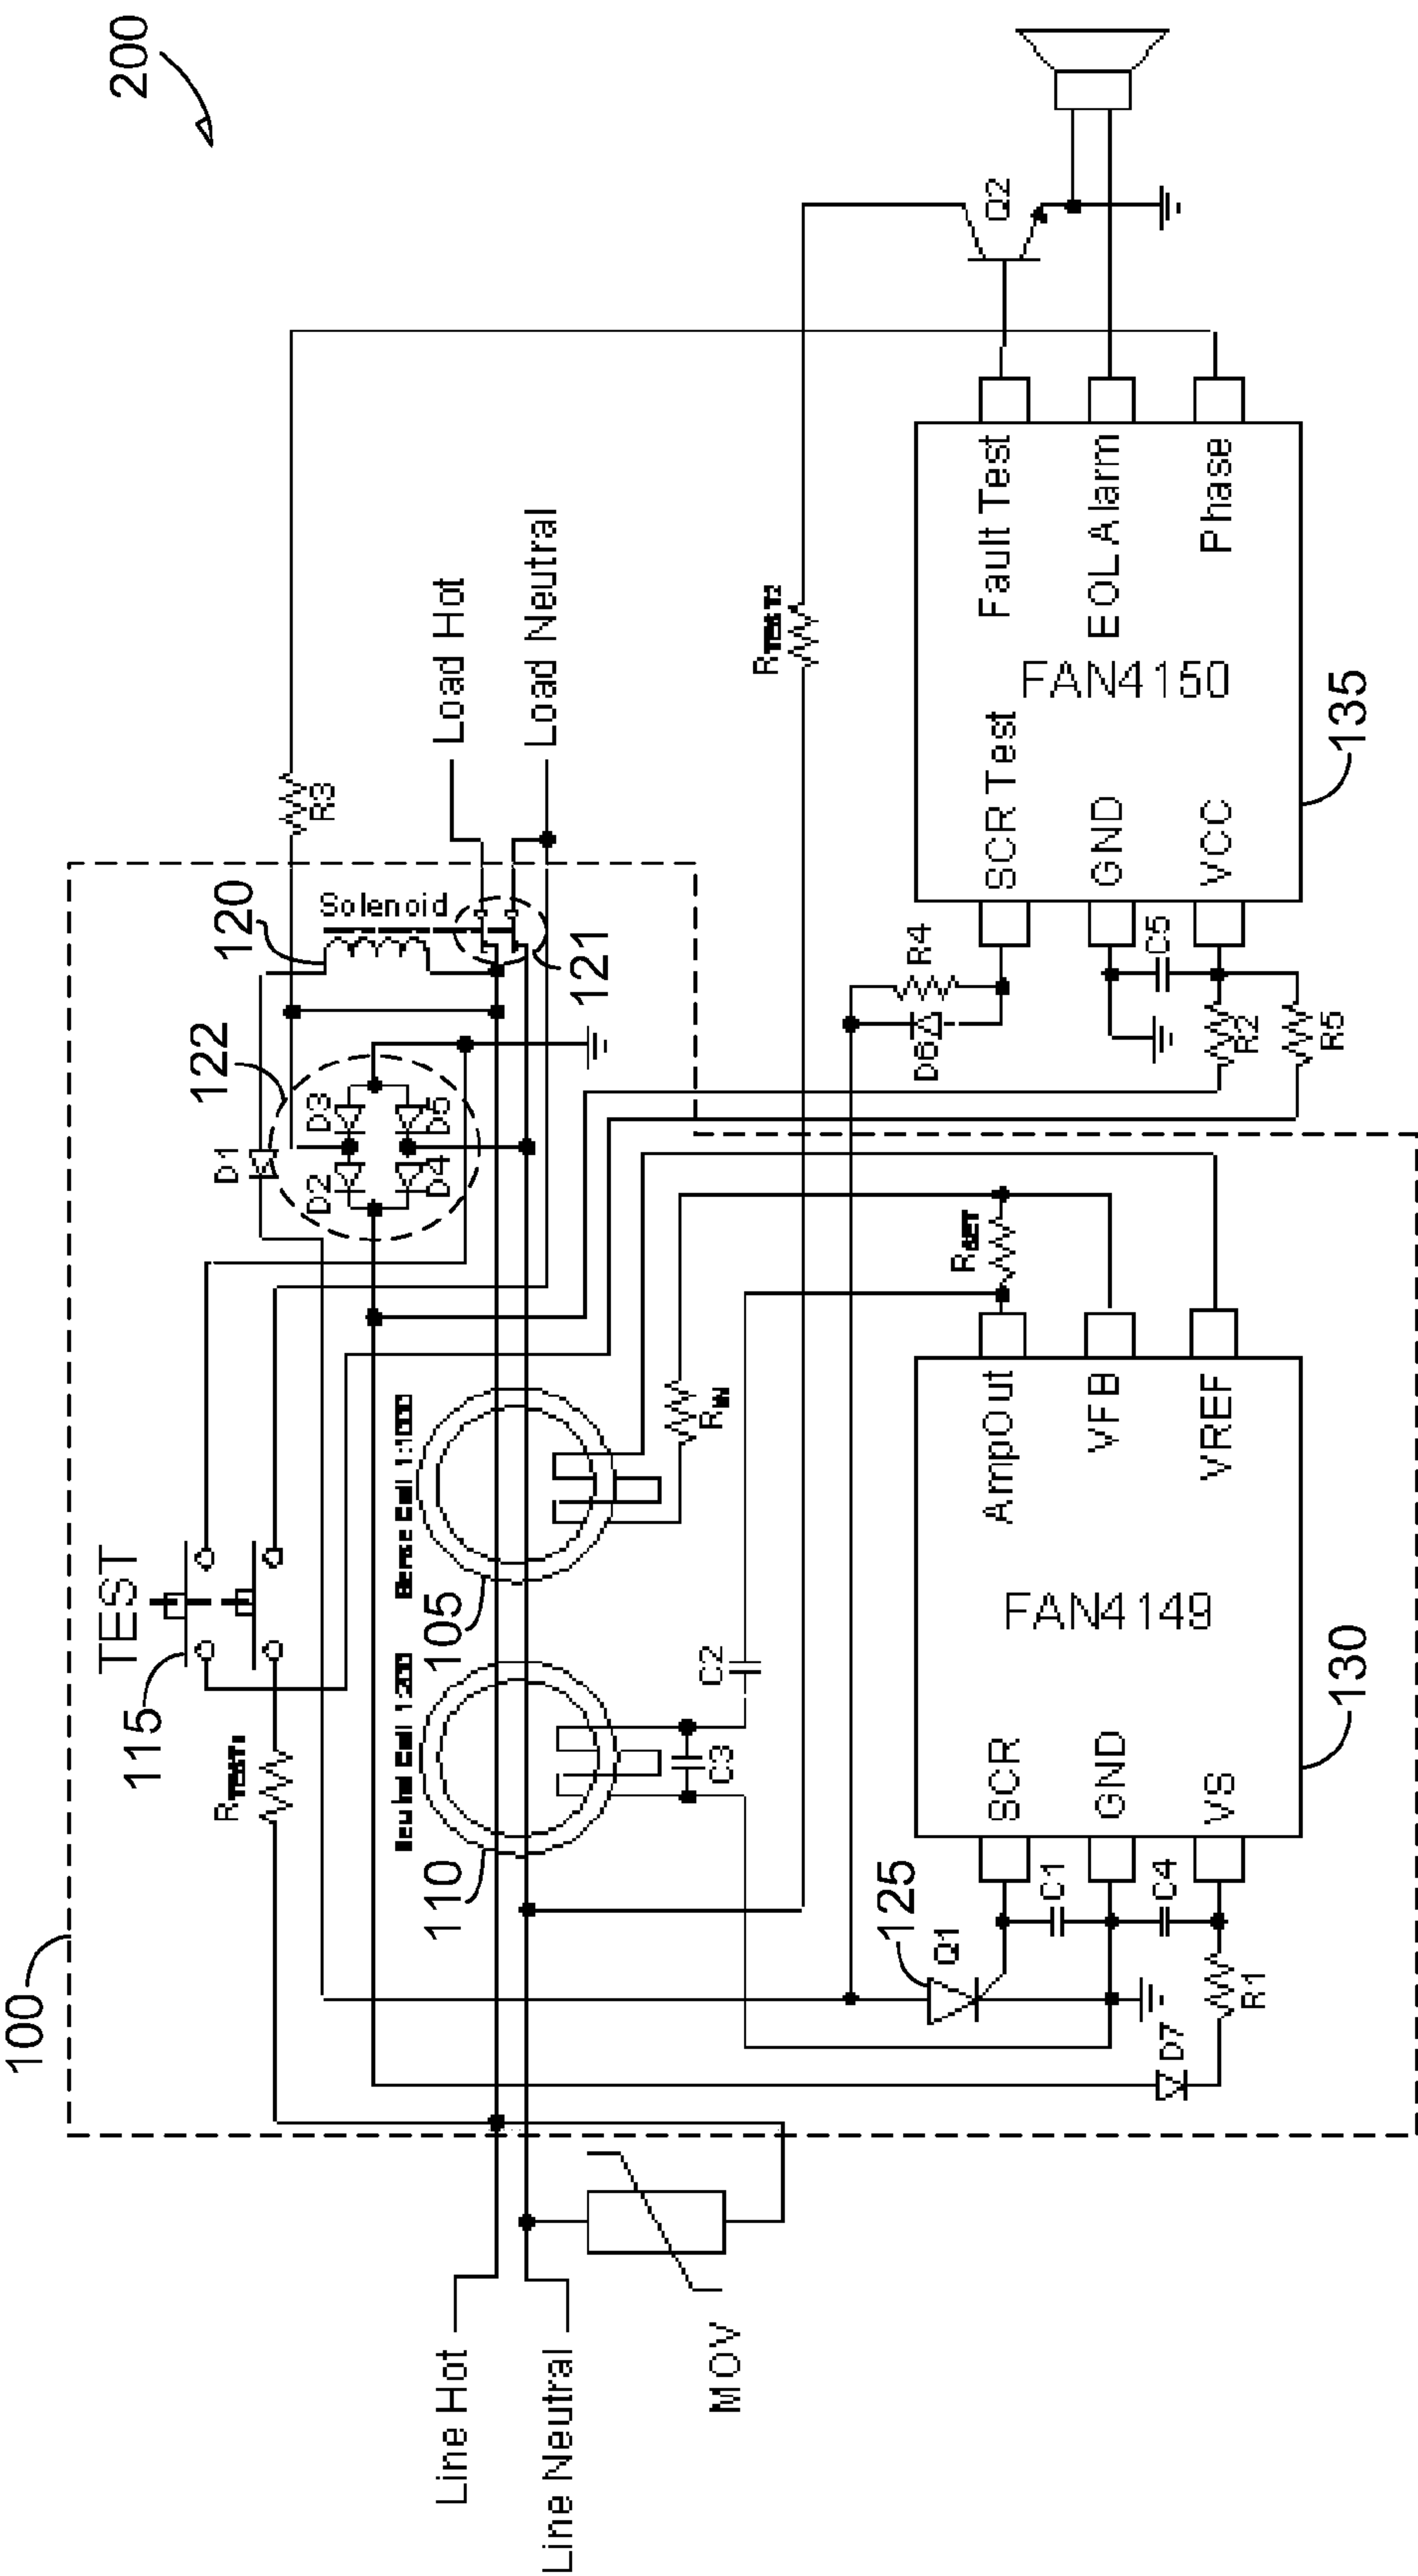 200
100
TEST
115
R
122
120
D1
D3
D2
D5
D4
Solenoid
R3
121
Load Hot
Load Neutral
Line Hot
Line Neutral
MOV
Neutral Coil 1:200
Sense Coil 1:1000
110
105
C3
C2
R
R
R
125
Q1
C1
C4
D7
R1
SCR
GND
VS
FAN4149
AmpOut
VFB
VREF
130
D6
R4
C5
R2
R5
SCR Test
GND
VCC
FAN4150
Fault Test
EOL Alarm
Phase
135
Q2